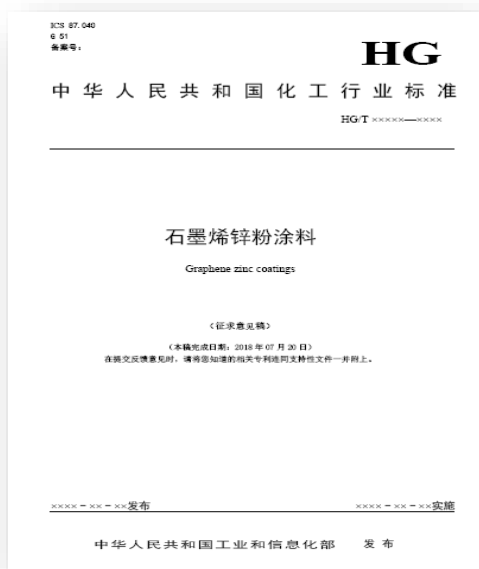 ICS 87.040
G 51
备案号：
HG
中华人民共和国化工行业标准
HG/T ×××××—××××
石墨烯锌粉涂料
Graphene zinc coatings
（征求意见稿）
（本稿完成日期：2018 年 07 月 20 日）
在提交反馈意见时，请将您知道的相关专利连同支持性文件一并附上。
××××－××－××发布
××××－××－××实施
中华人民共和国工业和信息化部 发 布